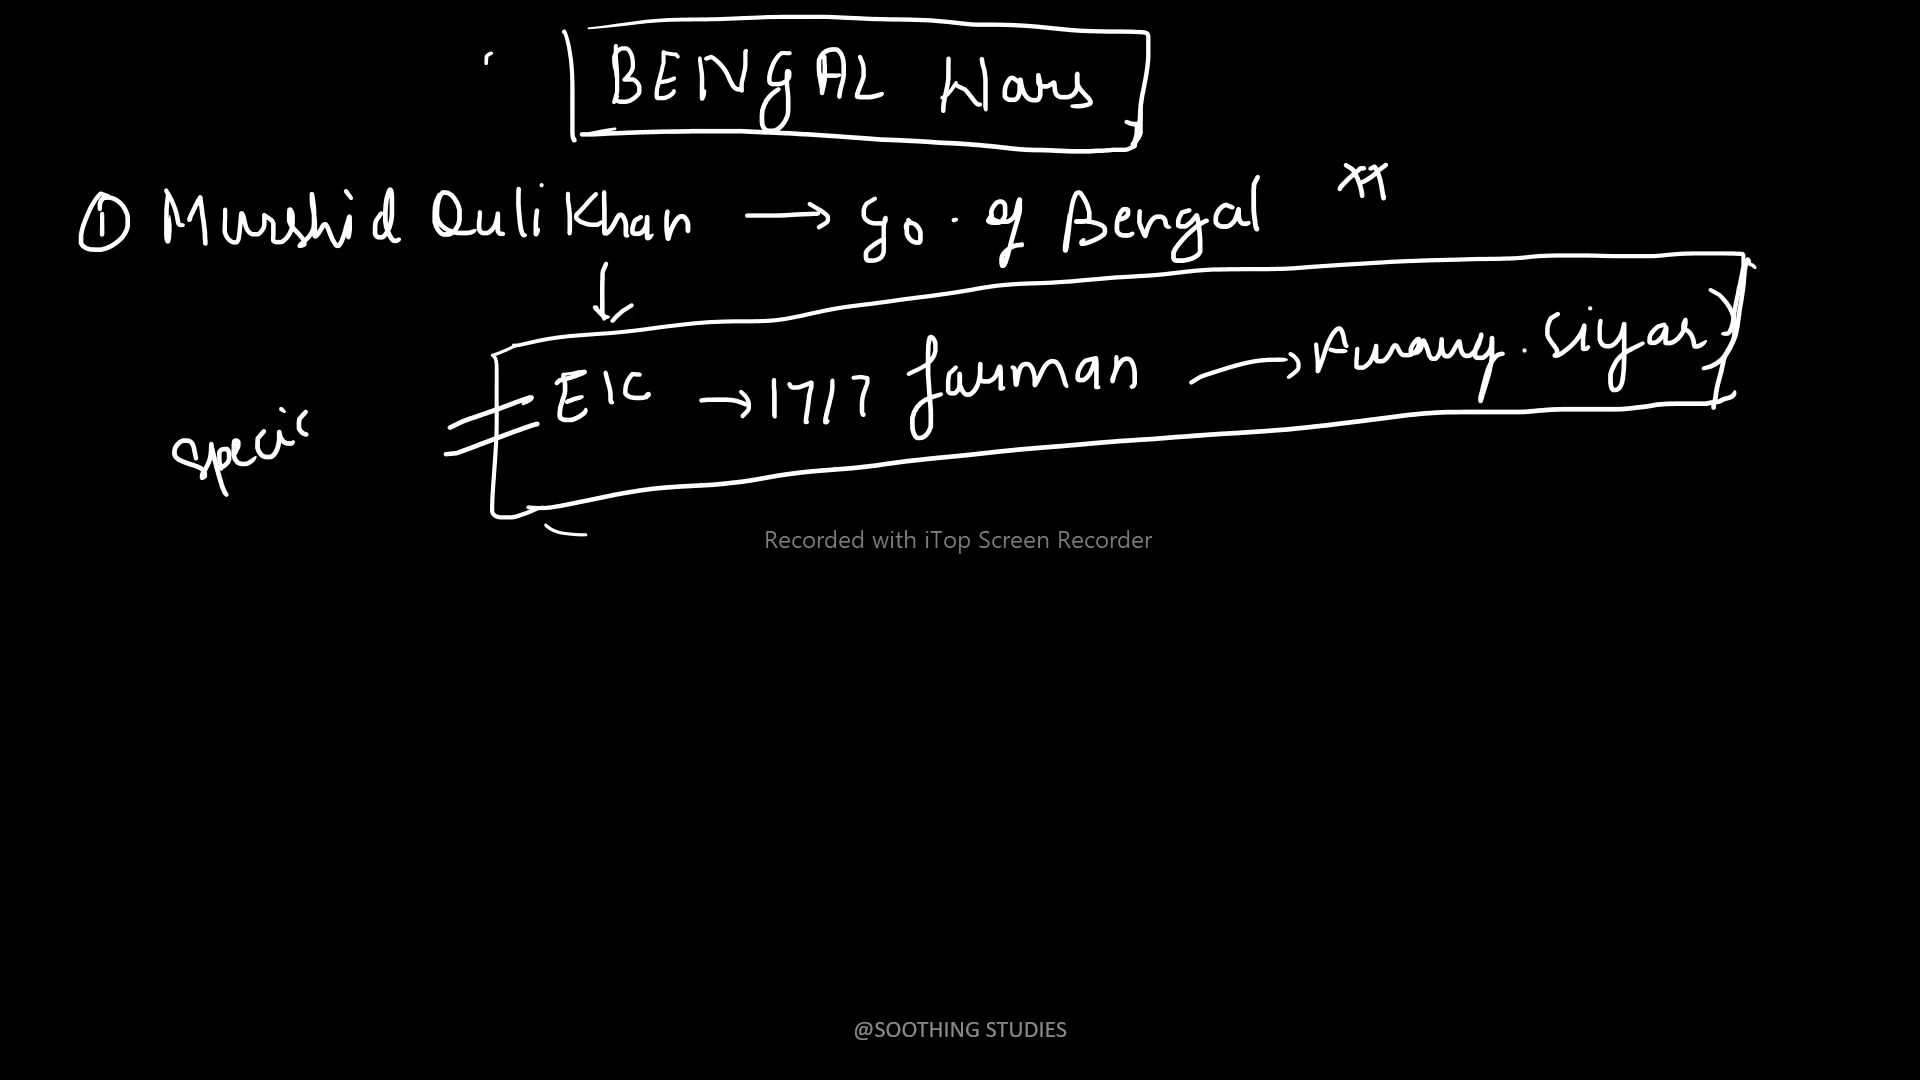 BENGAL Wars
① Murshid Quli Khan → Go. of Bengal **
↓
EIC → 1717 farman →
Siyar
Specic
Recorded with iTop Screen Recorder
@SOOTHING STUDIES